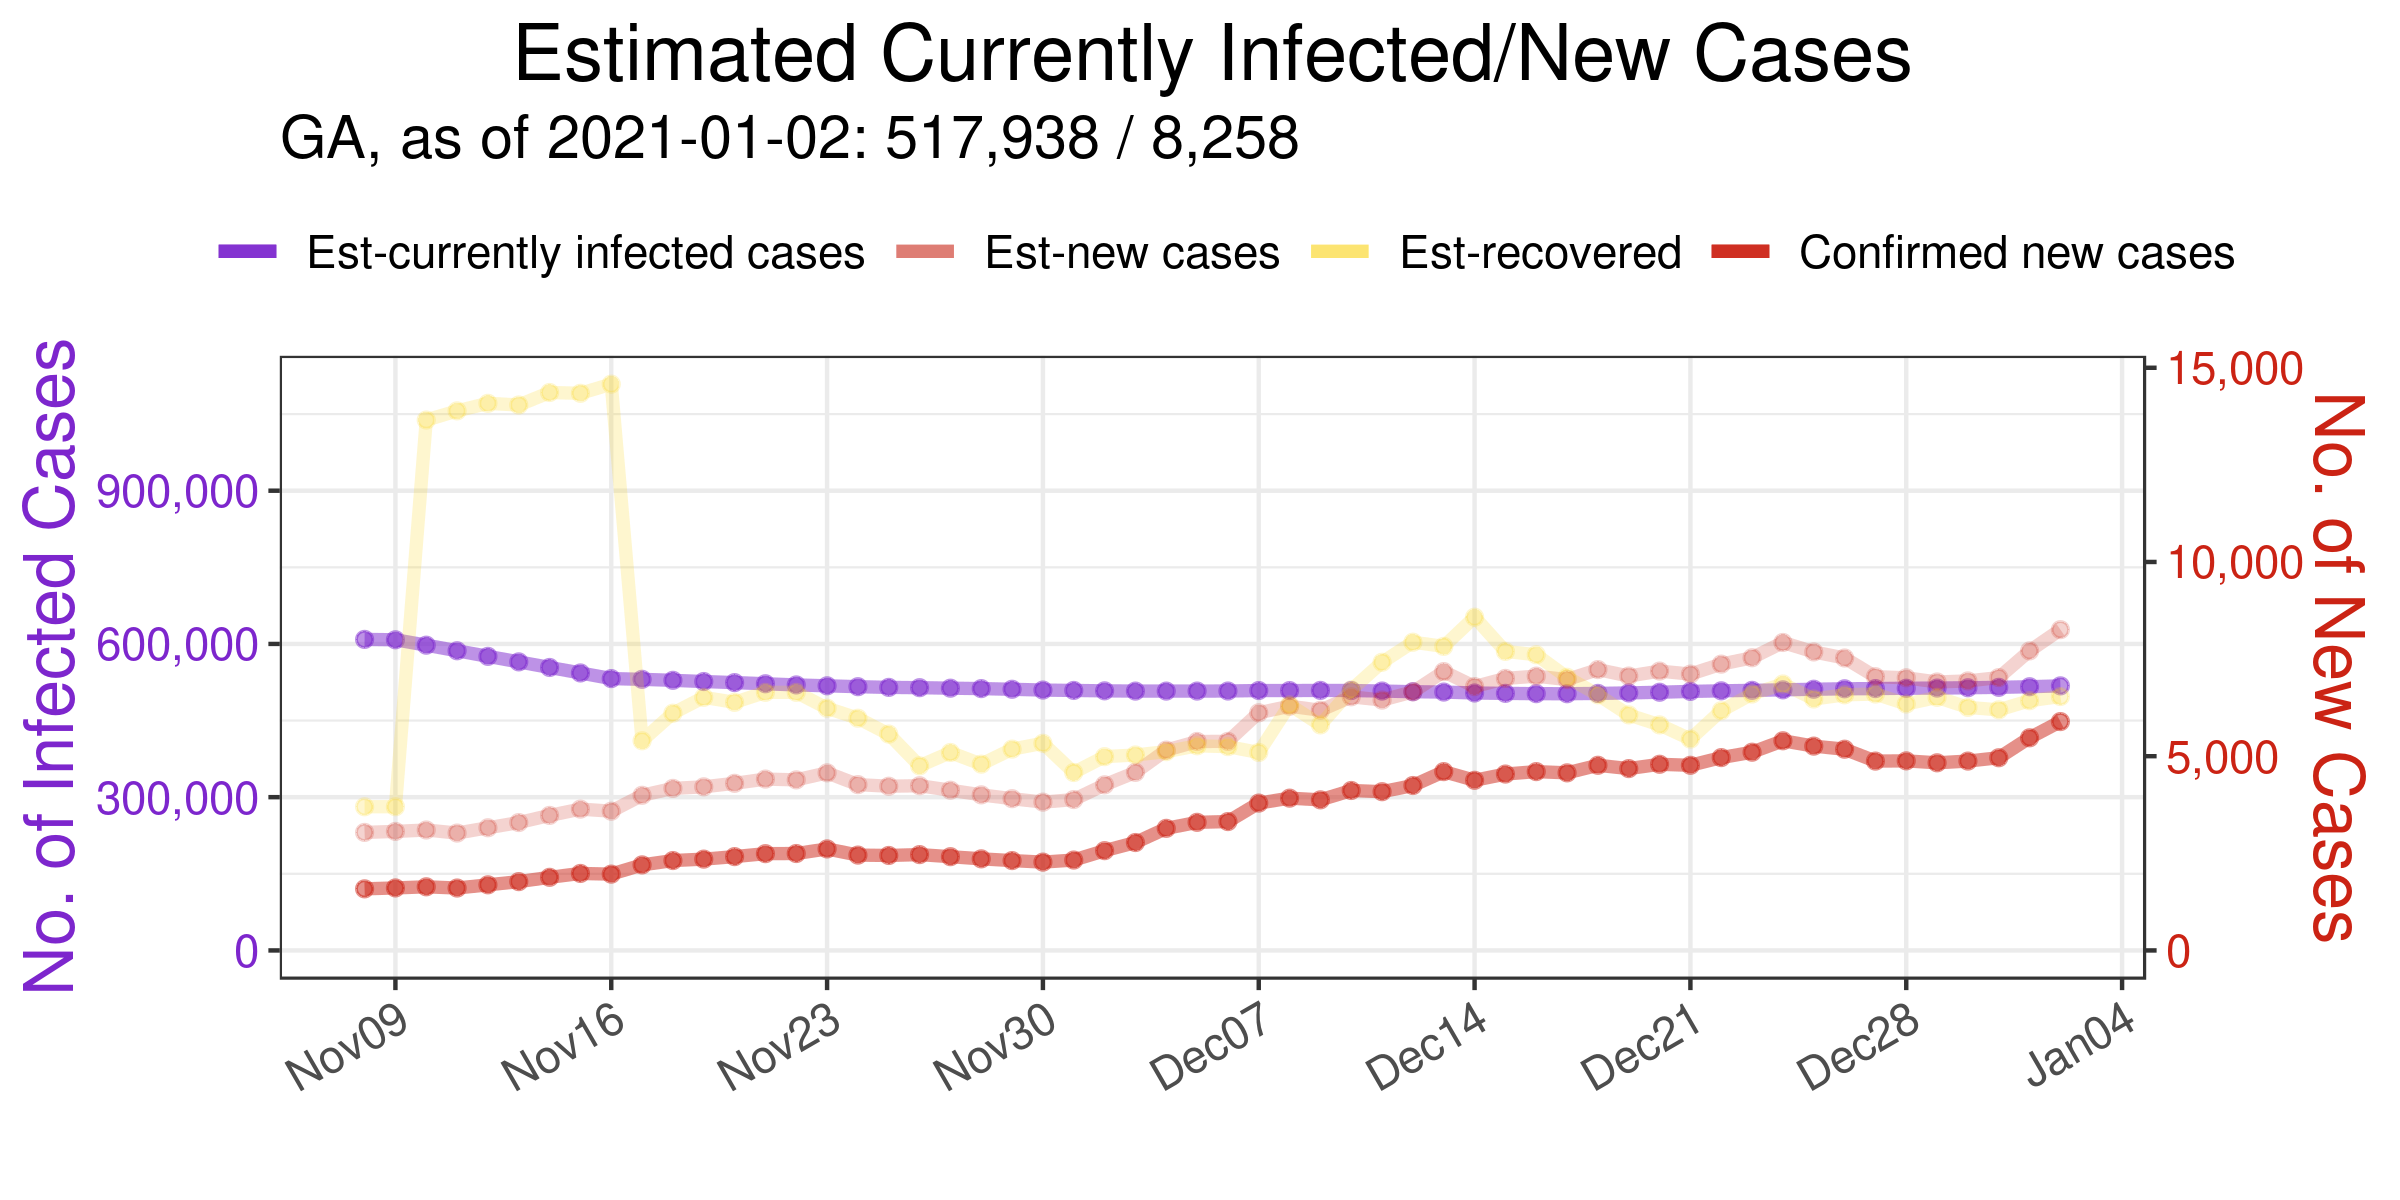 Estimated Currently Infected/New Cases
GA, as of 2021-01-02: 517,938 / 8,258
Est-currently infected cases Est-new cases Est-recovered Confirmed new cases
No. of Infected Cases
900,000
600,000
300,000
0
15,000
10,000
5,000
0
No. of New Cases
Nov09 Nov16 Nov23 Nov30 Dec07 Dec14 Dec21 Dec28 Jan04